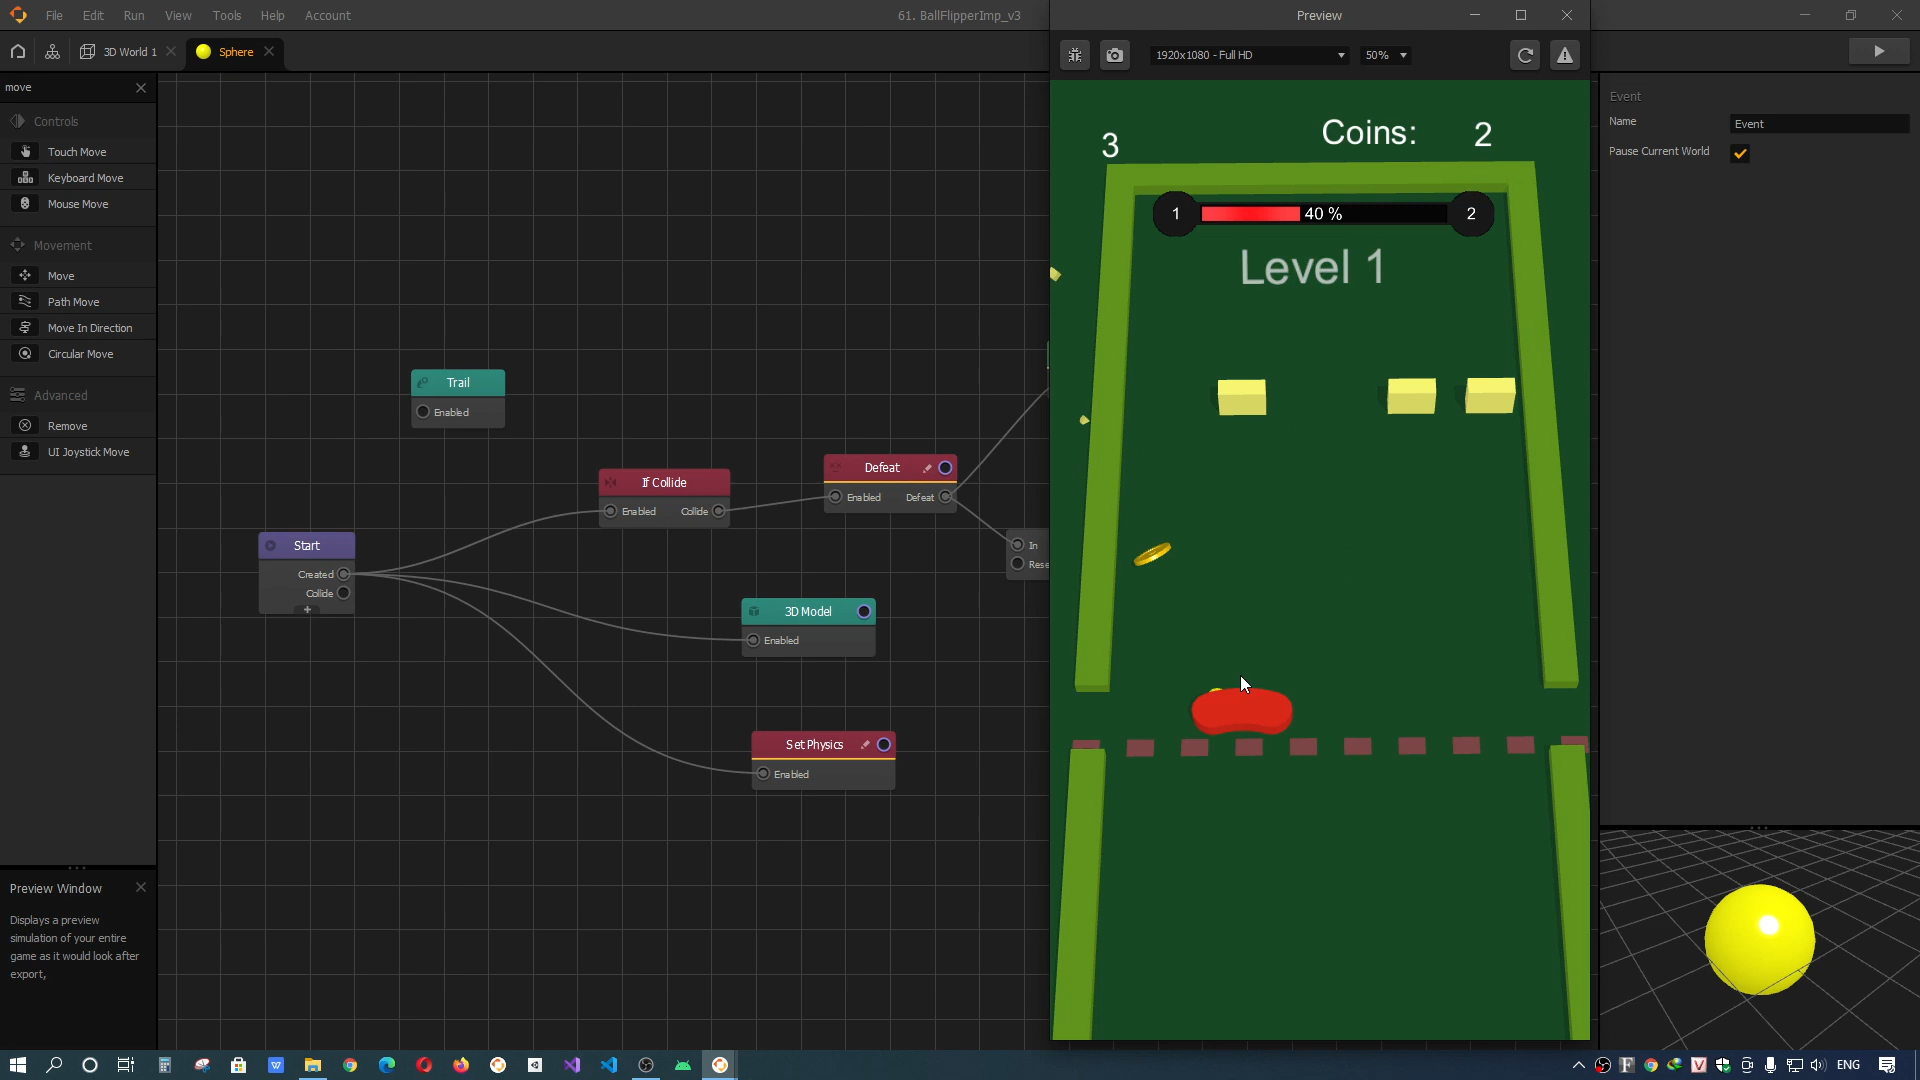 File Edit Run View Tools Help Account
61. BallFlipperImp_v3
Preview
3D World 1
Sphere
1920x1080 - Full HD
50%
move
Controls
Touch Move
Keyboard Move
Mouse Move
Movement
Move
Path Move
Move In Direction
Circular Move
Advanced
Remove
UI Joystick Move
Preview Window
Displays a preview
simulation of your entire
game as it would look after
export,
Trail
Enabled
If Collide
Enabled Collide
Defeat
Enabled Defeat
Start
Created
Collide
+
In
Rese
3D Model
Enabled
Set Physics
Enabled
3
Coins: 2
1 40 % 2
Level 1
Event
Name Event
Pause Current World
ENG